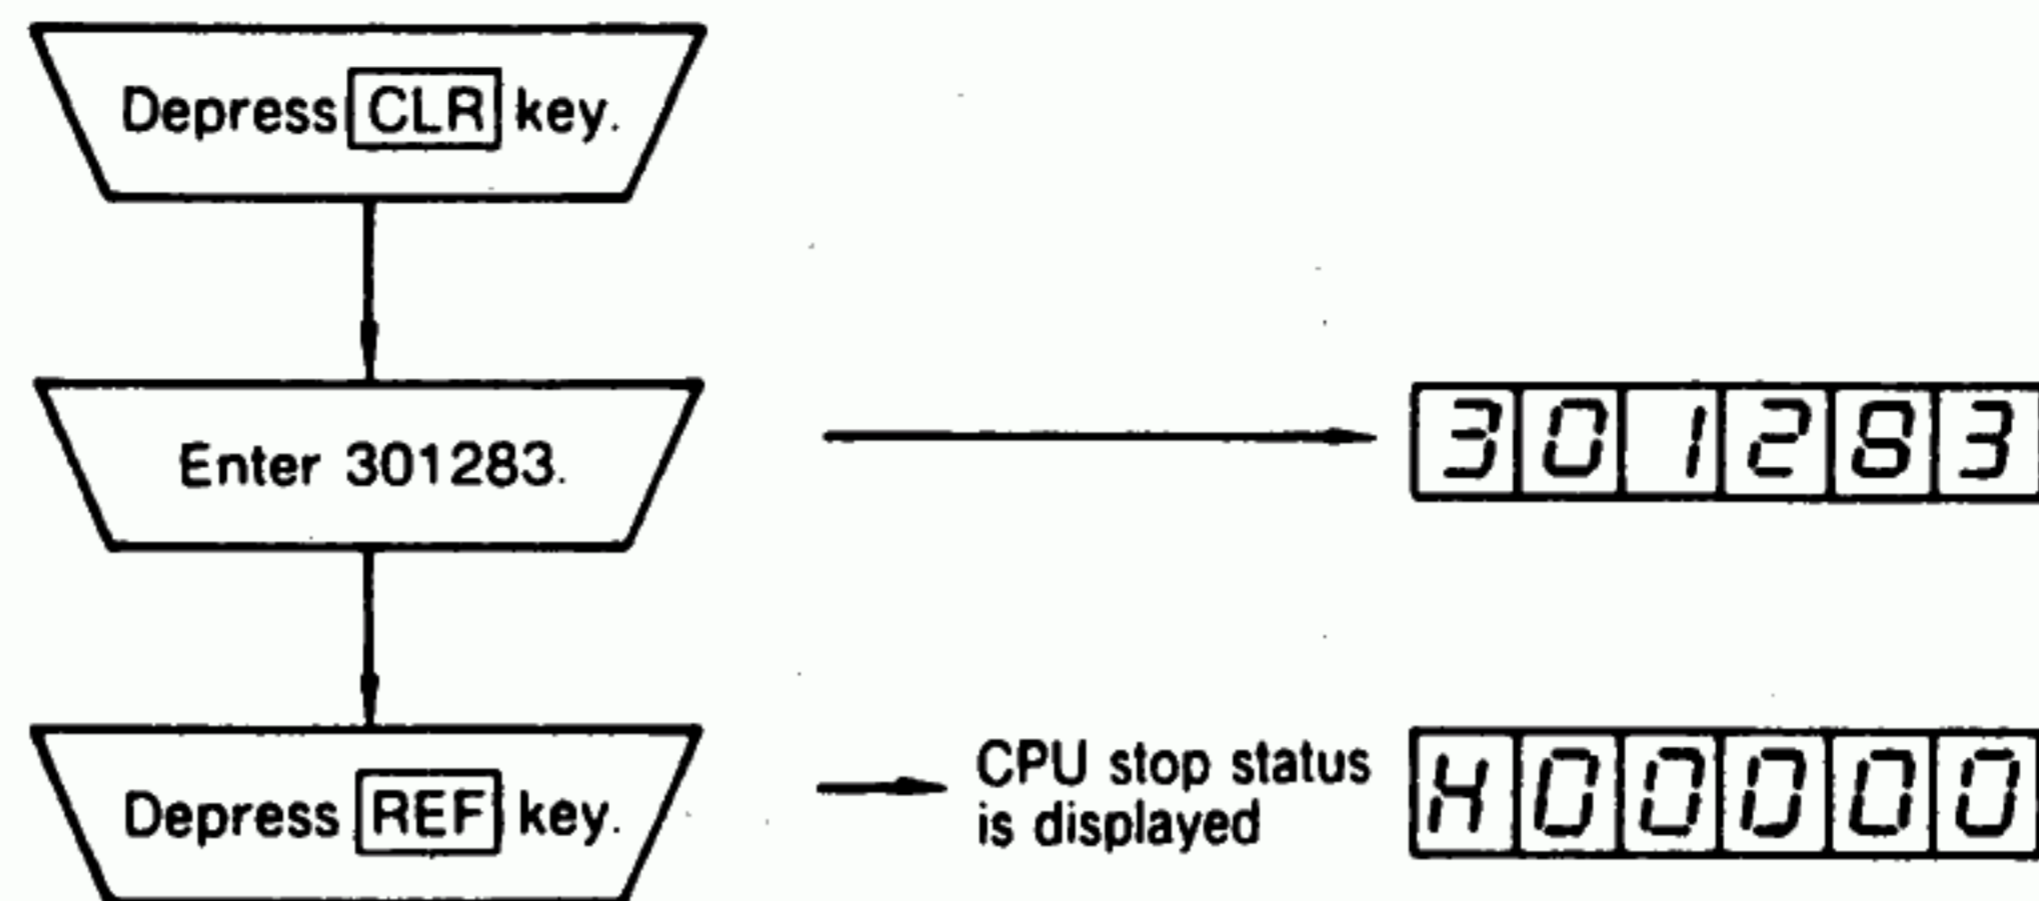 Depress CLR key.
Enter 301283.
301283
Depress REF key.
CPU stop status
is displayed
H00000